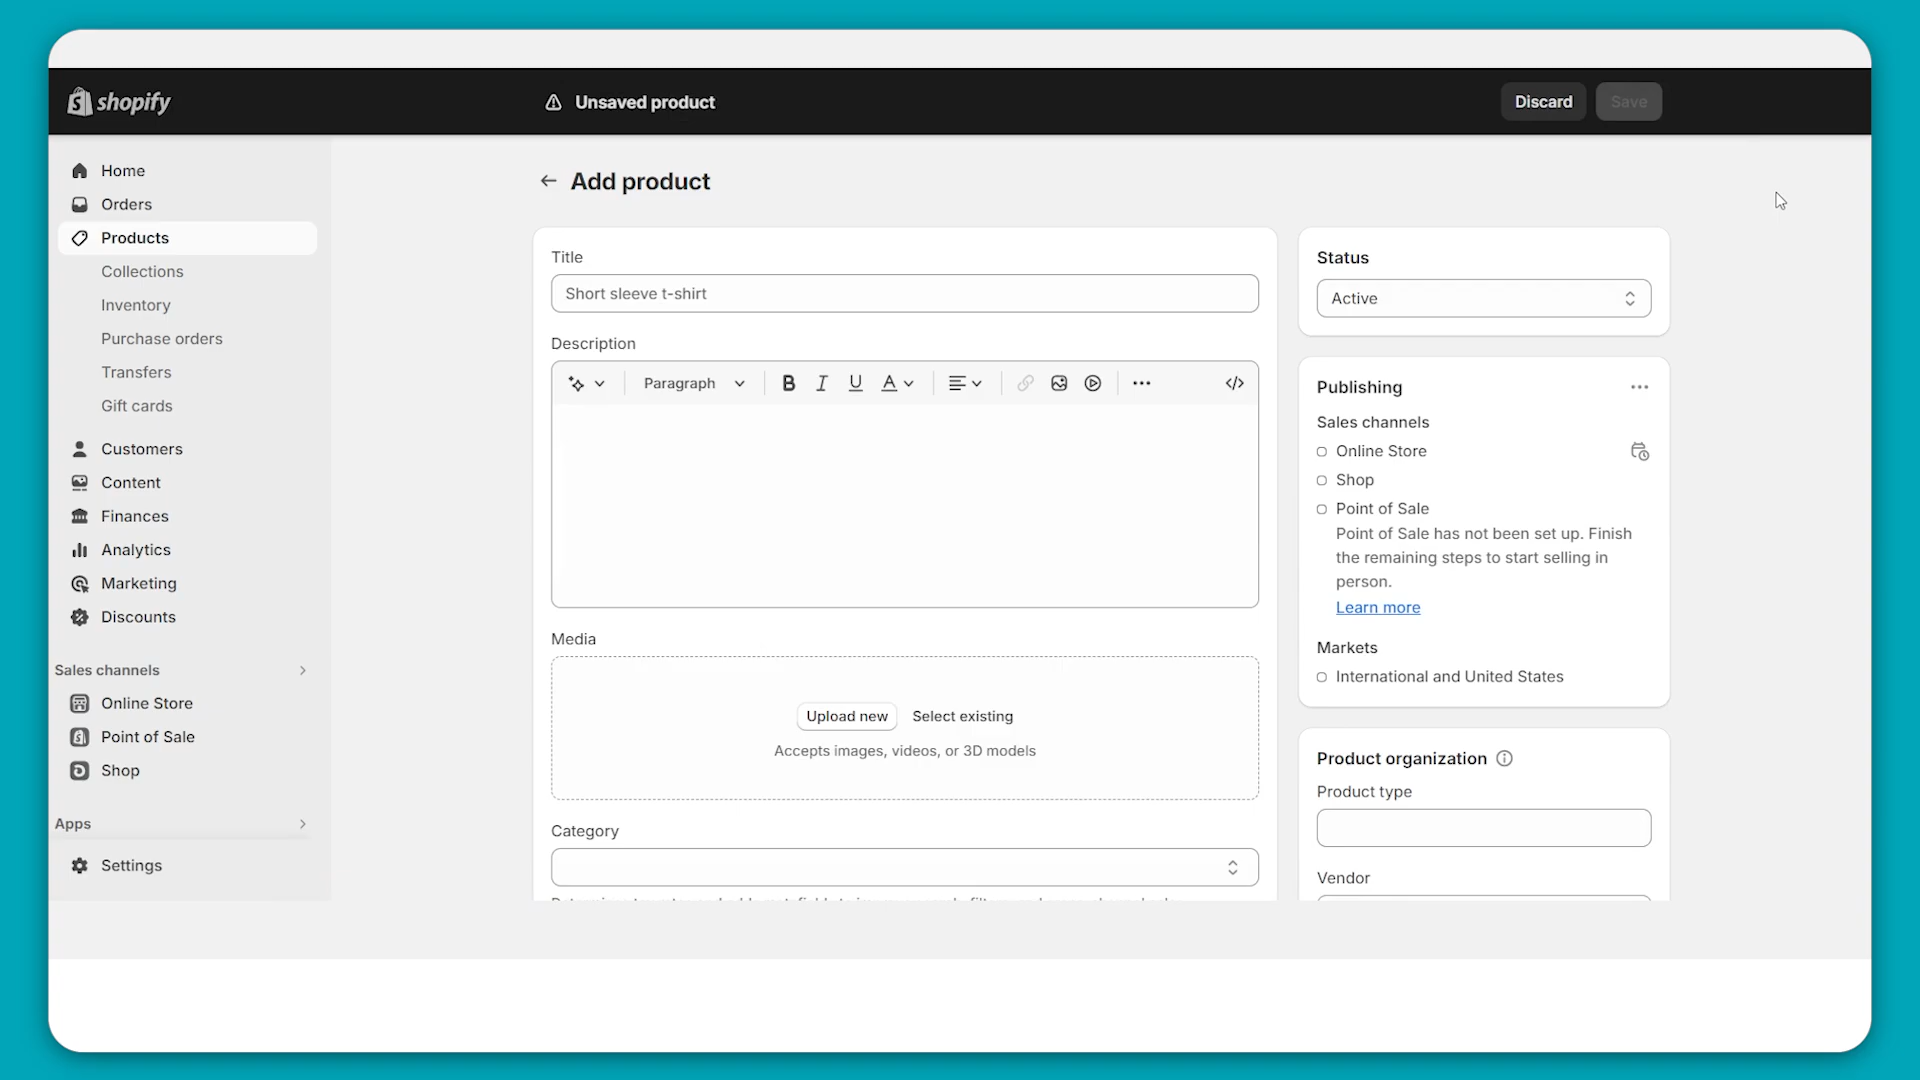 shopify
Unsaved product
Discard
Save
Home
Orders
Products
Collections
Inventory
Purchase orders
Transfers
Gift cards
Customers
Content
Finances
Analytics
Marketing
Discounts
Sales channels
Online Store
Point of Sale
Shop
Apps
Settings
Add product
Title
Short sleeve t-shirt
Description
Paragraph
B I U A
Media
Upload new Select existing
Accepts images, videos, or 3D models
Category
Status
Active
Publishing
Sales channels
Online Store
Shop
Point of Sale
Point of Sale has not been set up. Finish
the remaining steps to start selling in
person.
Learn more
Markets
International and United States
Product organization
Product type
Vendor